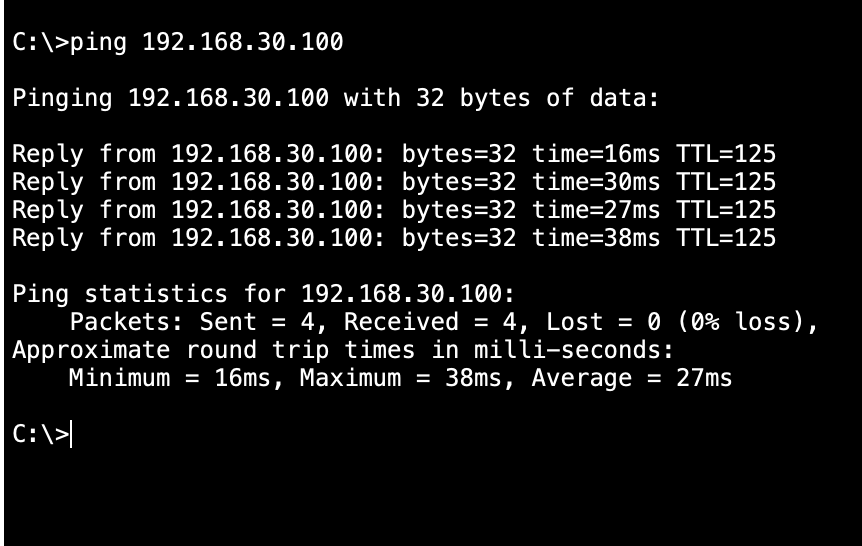 C:\>ping 192.168.30.100
Pinging 192.168.30.100 with 32 bytes of data:
Reply from 192.168.30.100: bytes=32 time=16ms TTL=125
Reply from 192.168.30.100: bytes=32 time=30ms TTL=125
Reply from 192.168.30.100: bytes=32 time=27ms TTL=125
Reply from 192.168.30.100: bytes=32 time=38ms TTL=125
Ping statistics for 192.168.30.100:
    Packets: Sent = 4, Received = 4, Lost = 0 (0% loss),
Approximate round trip times in milli-seconds:
    Minimum = 16ms, Maximum = 38ms, Average = 27ms
C:\>